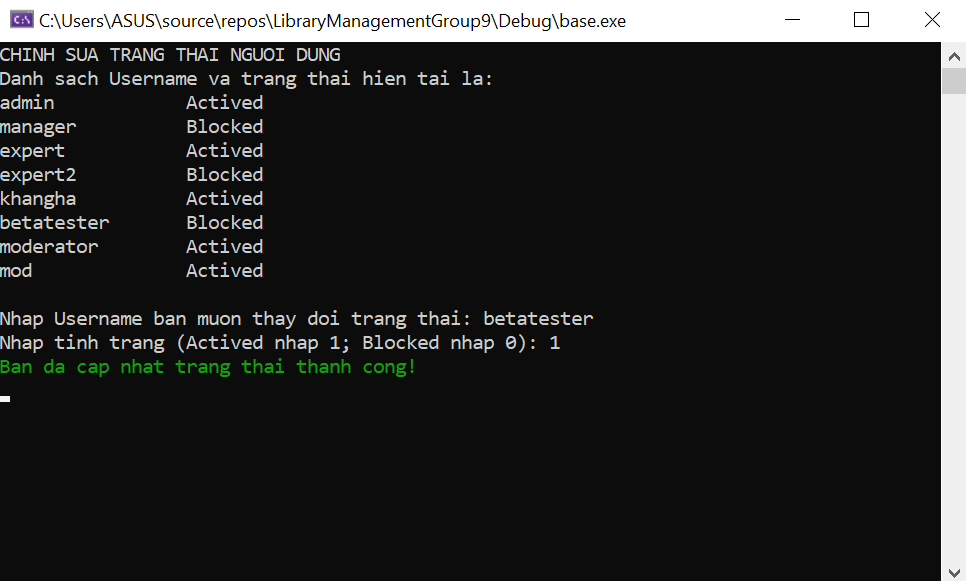 C:\Users\ASUS\source\repos\LibraryManagementGroup9\Debug\base.exe
CHINH SUA TRANG THAI NGUOI DUNG
Danh sach Username va trang thai hien tai la:
admin Actived
manager Blocked
expert Actived
expert2 Blocked
khangha Actived
betatester Blocked
moderator Actived
mod Actived
Nhap Username ban muon thay doi trang thai: betatester
Nhap tinh trang (Actived nhap 1; Blocked nhap 0): 1
Ban da cap nhat trang thai thanh cong!